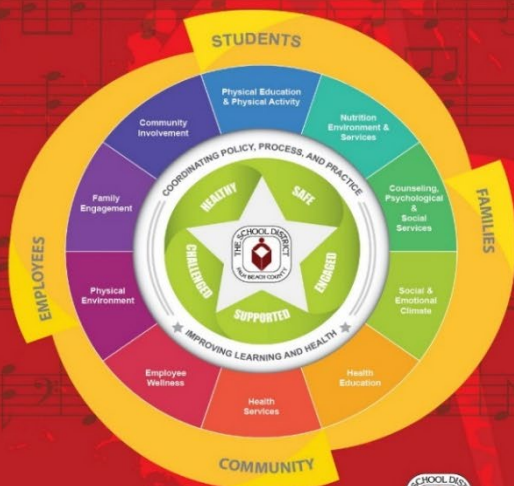 STUDENTS
Physical Education
& Physical Activity
Nutrition
Environment &
Services
Counseling,
Psychological
&
Social
Services
Social &
Emotional
Climate
Health
Education
Health
Services
Employee
Wellness
Physical
Environment
Family
Engagement
Community
Involvement
FAMILIES
COMMUNITY
EMPLOYEES
COORDINATING POLICY, PROCESS, AND PRACTICE
IMPROVING LEARNING AND HEALTH
HEALTHY
SAFE
ENGAGED
SUPPORTED
CHALLENGED
THE SCHOOL DISTRICT
PALM BEACH COUNTY
SCHOOL